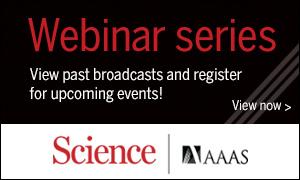 Webinar series
View past broadcasts and register
for upcoming events!
View now >
Science
AAAS